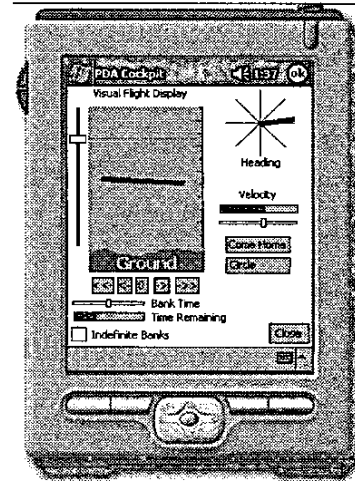 PDA Cockpit 1:37 ok
Visual Flight Display
Heading
Velocity
Come Home
Circle
Ground
<< < 0 > >>
Bank Time
Time Remaining
Indefinite Banks
Close